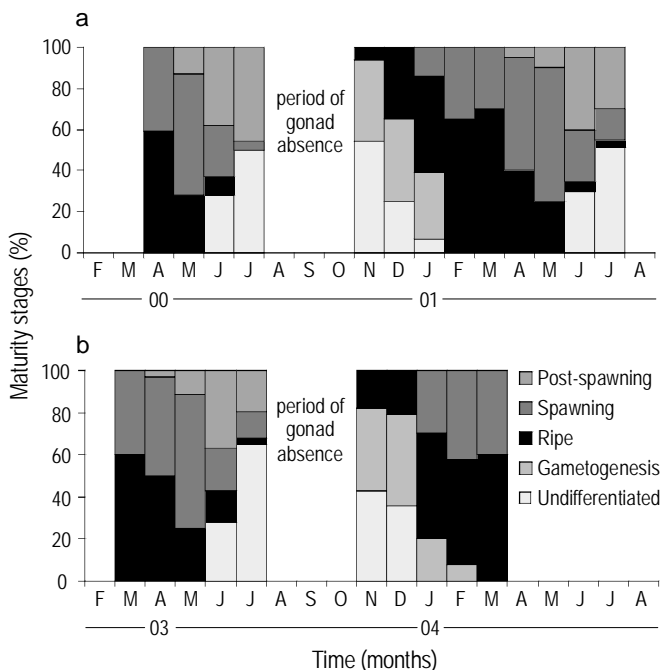 a
100
80
60
40
20
0
period of
gonad
absence
F M A M J J A S O N D J F M A M J J A
00 01
Maturity stages (%)
b
100
80
60
40
20
0
period of
gonad
absence
Post-spawning
Spawning
Ripe
Gametogenesis
Undifferentiated
F M A M J J A S O N D J F M A M J J A
03 04
Time (months)